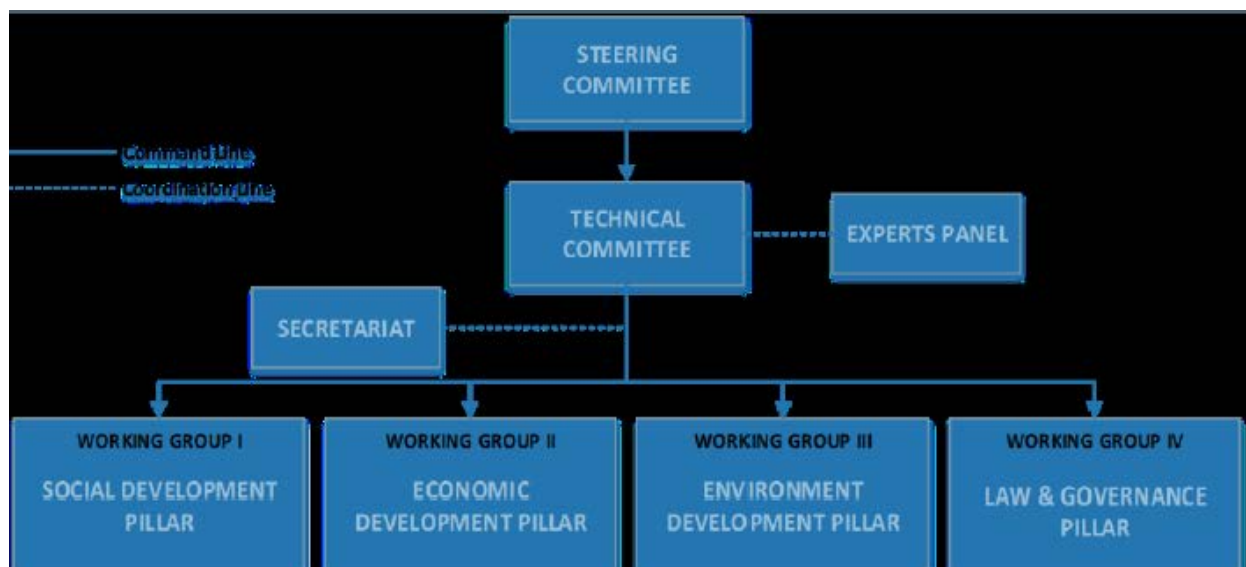 STEERING
COMMITTEE
Command Line
Coordination Line
TECHNICAL
COMMITTEE
EXPERTS PANEL
SECRETARIAT
WORKING GROUP I
SOCIAL DEVELOPMENT
PILLAR
WORKING GROUP II
ECONOMIC
DEVELOPMENT PILLAR
WORKING GROUP III
ENVIRONMENT
DEVELOPMENT PILLAR
WORKING GROUP IV
LAW & GOVERNANCE
PILLAR